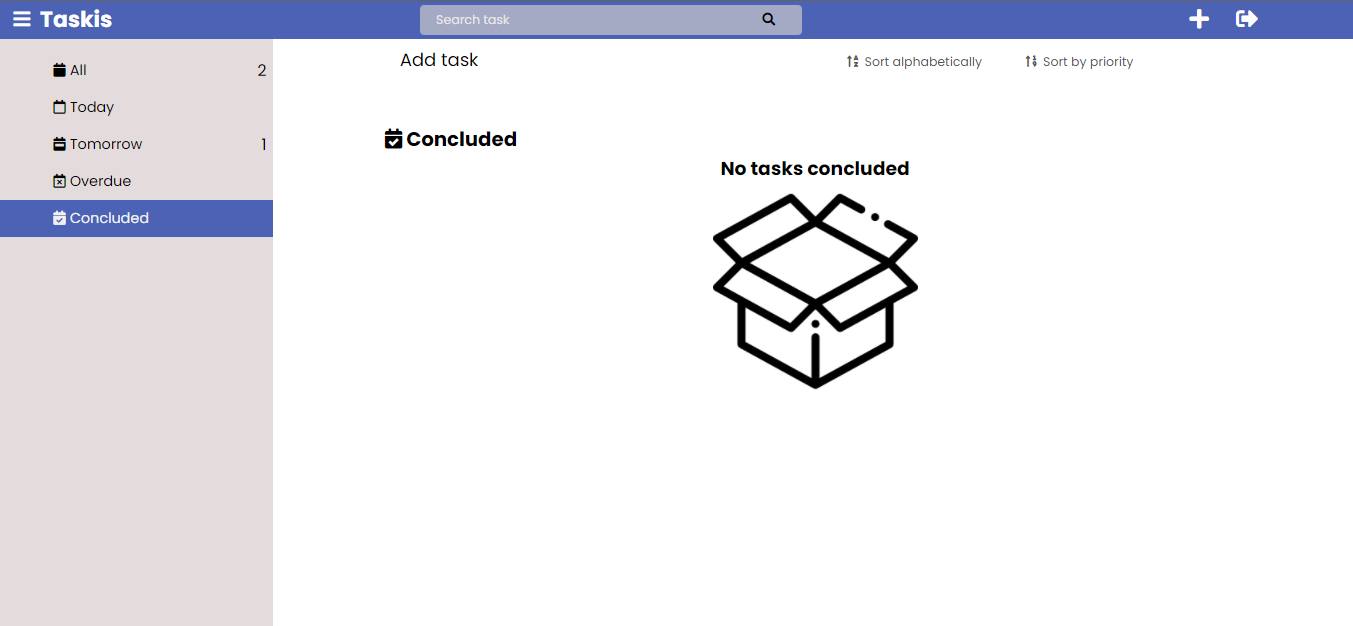 Taskis
Search task
All 2
Today
Tomorrow 1
Overdue
Concluded
Add task
Sort alphabetically
Sort by priority
Concluded
No tasks concluded